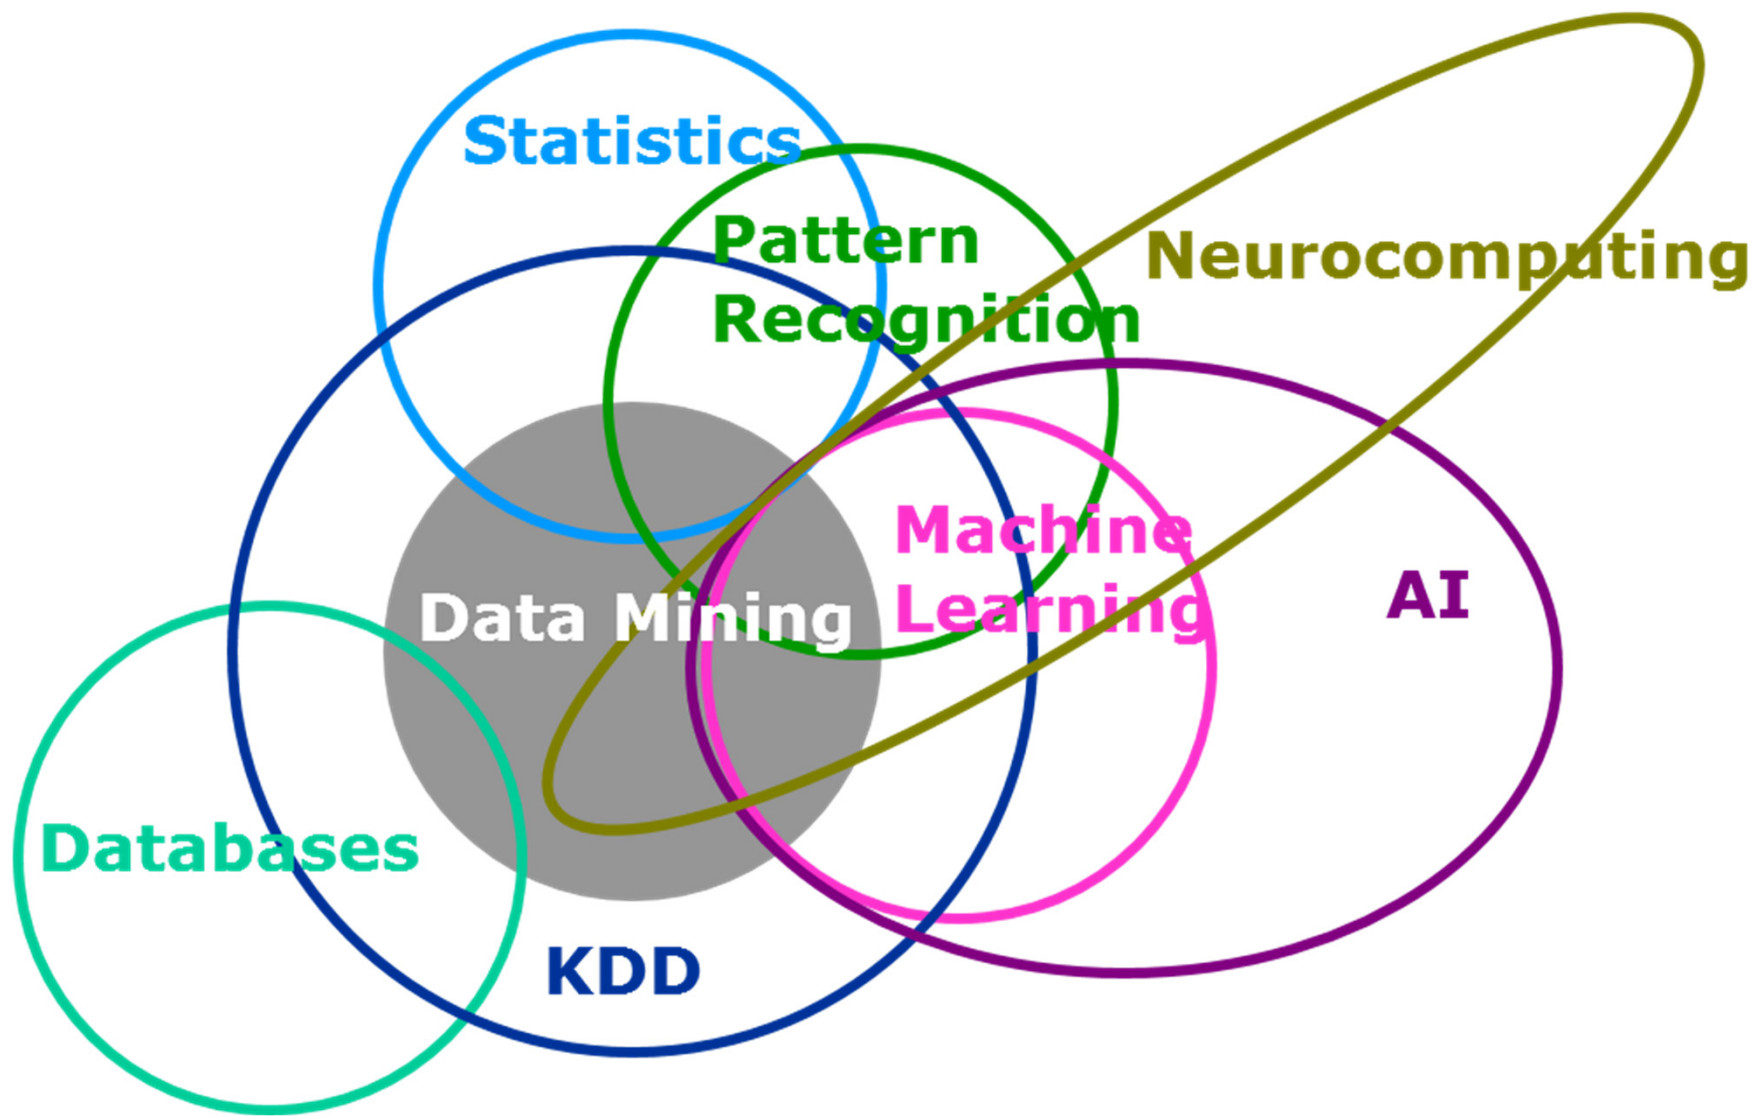 Statistics
Pattern
Recognition
Neurocomputing
Machine
Learning
AI
Data Mining
Databases
KDD